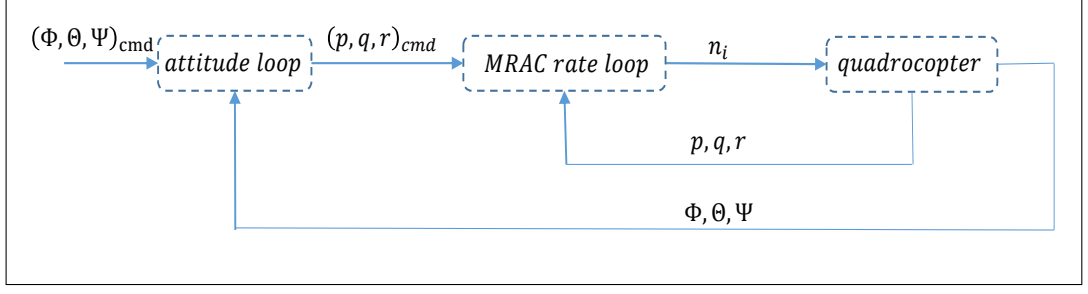 (Φ, Θ, Ψ)cmd
attitude loop
(p, q, r)cmd
MRAC rate loop
nᵢ
quadrocopter
p, q, r
Φ, Θ, Ψ